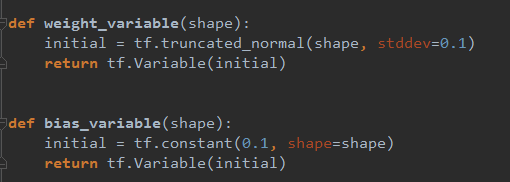 def weight_variable(shape):
    initial = tf.truncated_normal(shape, stddev=0.1)
    return tf.Variable(initial)
def bias_variable(shape):
    initial = tf.constant(0.1, shape=shape)
    return tf.Variable(initial)